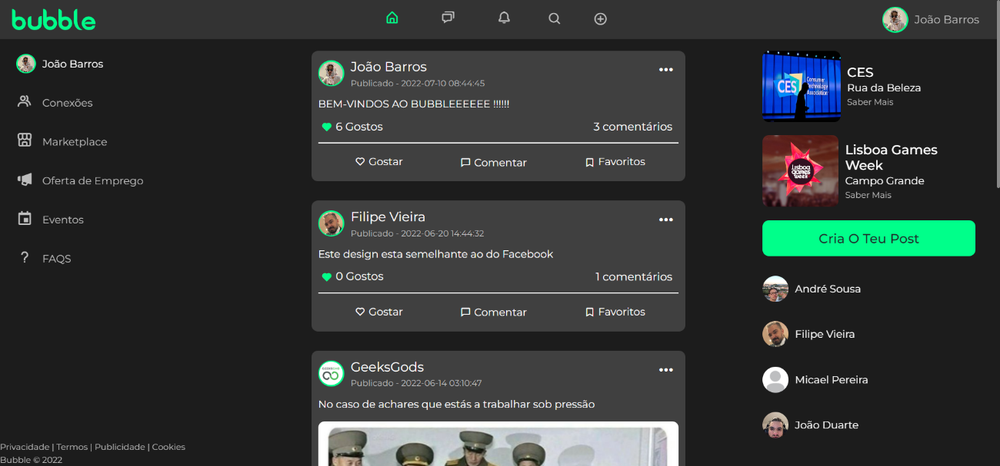 bubble
João Barros
João Barros
Conexões
Marketplace
Oferta de Emprego
Eventos
FAQS
Privacidade | Termos | Publicidade | Cookies
Bubble © 2022
João Barros
Publicado - 2022-07-10 08:44:45
BEM-VINDOS AO BUBBLEEEEEE !!!!!!
6 Gostos
3 comentários
Gostar
Comentar
Favoritos
Filipe Vieira
Publicado - 2022-06-20 14:44:32
Este design esta semelhante ao do Facebook
0 Gostos
1 comentários
Gostar
Comentar
Favoritos
GEEKSGODS
GeeksGods
Publicado - 2022-06-14 03:10:47
No caso de achares que estás a trabalhar sob pressão
CES
Consumer
Technology
Association
CES
Rua da Beleza
Saber Mais
Lisboa
games
week
Lisboa Games
Week
Campo Grande
Saber Mais
Cria O Teu Post
André Sousa
Filipe Vieira
Micael Pereira
João Duarte